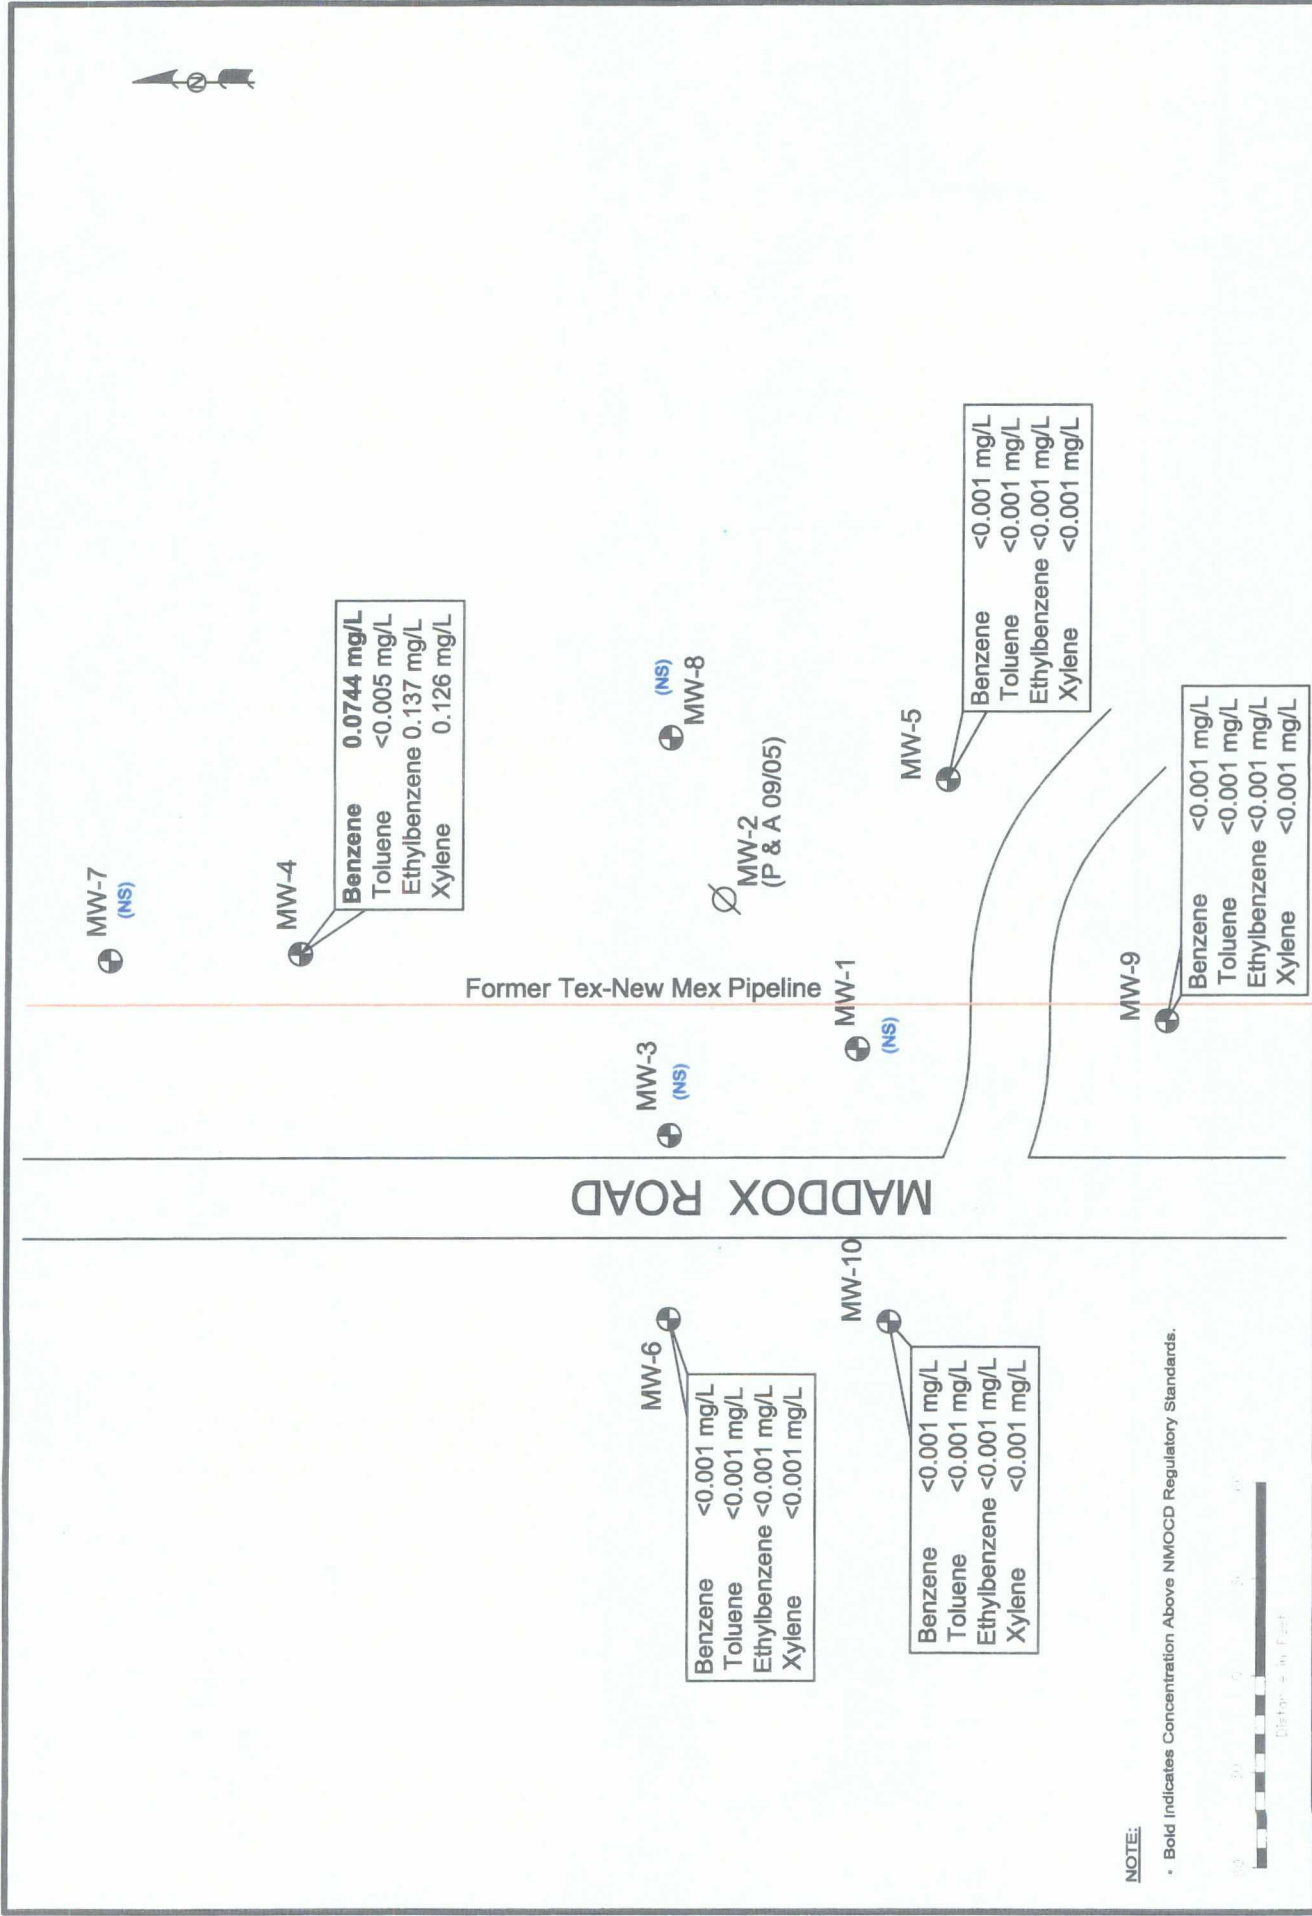 N
MW-7
(NS)
MW-4
Benzene 0.0744 mg/L
Toluene <0.005 mg/L
Ethylbenzene 0.137 mg/L
Xylene 0.126 mg/L
Former Tex-New Mex Pipeline
MW-3
(NS)
MW-8
(NS)
MW-2
(P & A 09/05)
MW-1
(NS)
MW-5
Benzene <0.001 mg/L
Toluene <0.001 mg/L
Ethylbenzene <0.001 mg/L
Xylene <0.001 mg/L
MADDOX ROAD
MW-6
Benzene <0.001 mg/L
Toluene <0.001 mg/L
Ethylbenzene <0.001 mg/L
Xylene <0.001 mg/L
MW-10
Benzene <0.001 mg/L
Toluene <0.001 mg/L
Ethylbenzene <0.001 mg/L
Xylene <0.001 mg/L
MW-9
Benzene <0.001 mg/L
Toluene <0.001 mg/L
Ethylbenzene <0.001 mg/L
Xylene <0.001 mg/L
NOTE:
• Bold Indicates Concentration Above NMOCD Regulatory Standards.
Distance in Feet